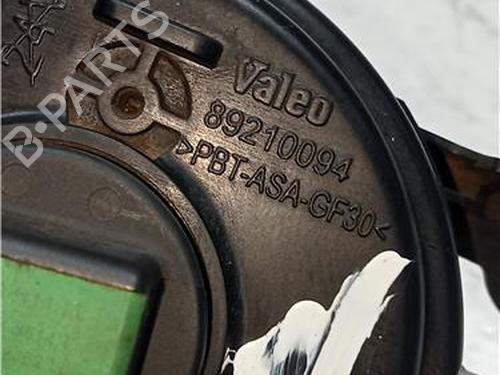 B-PARTS
Valeo
89210094
>PBT-ASA-GF30<